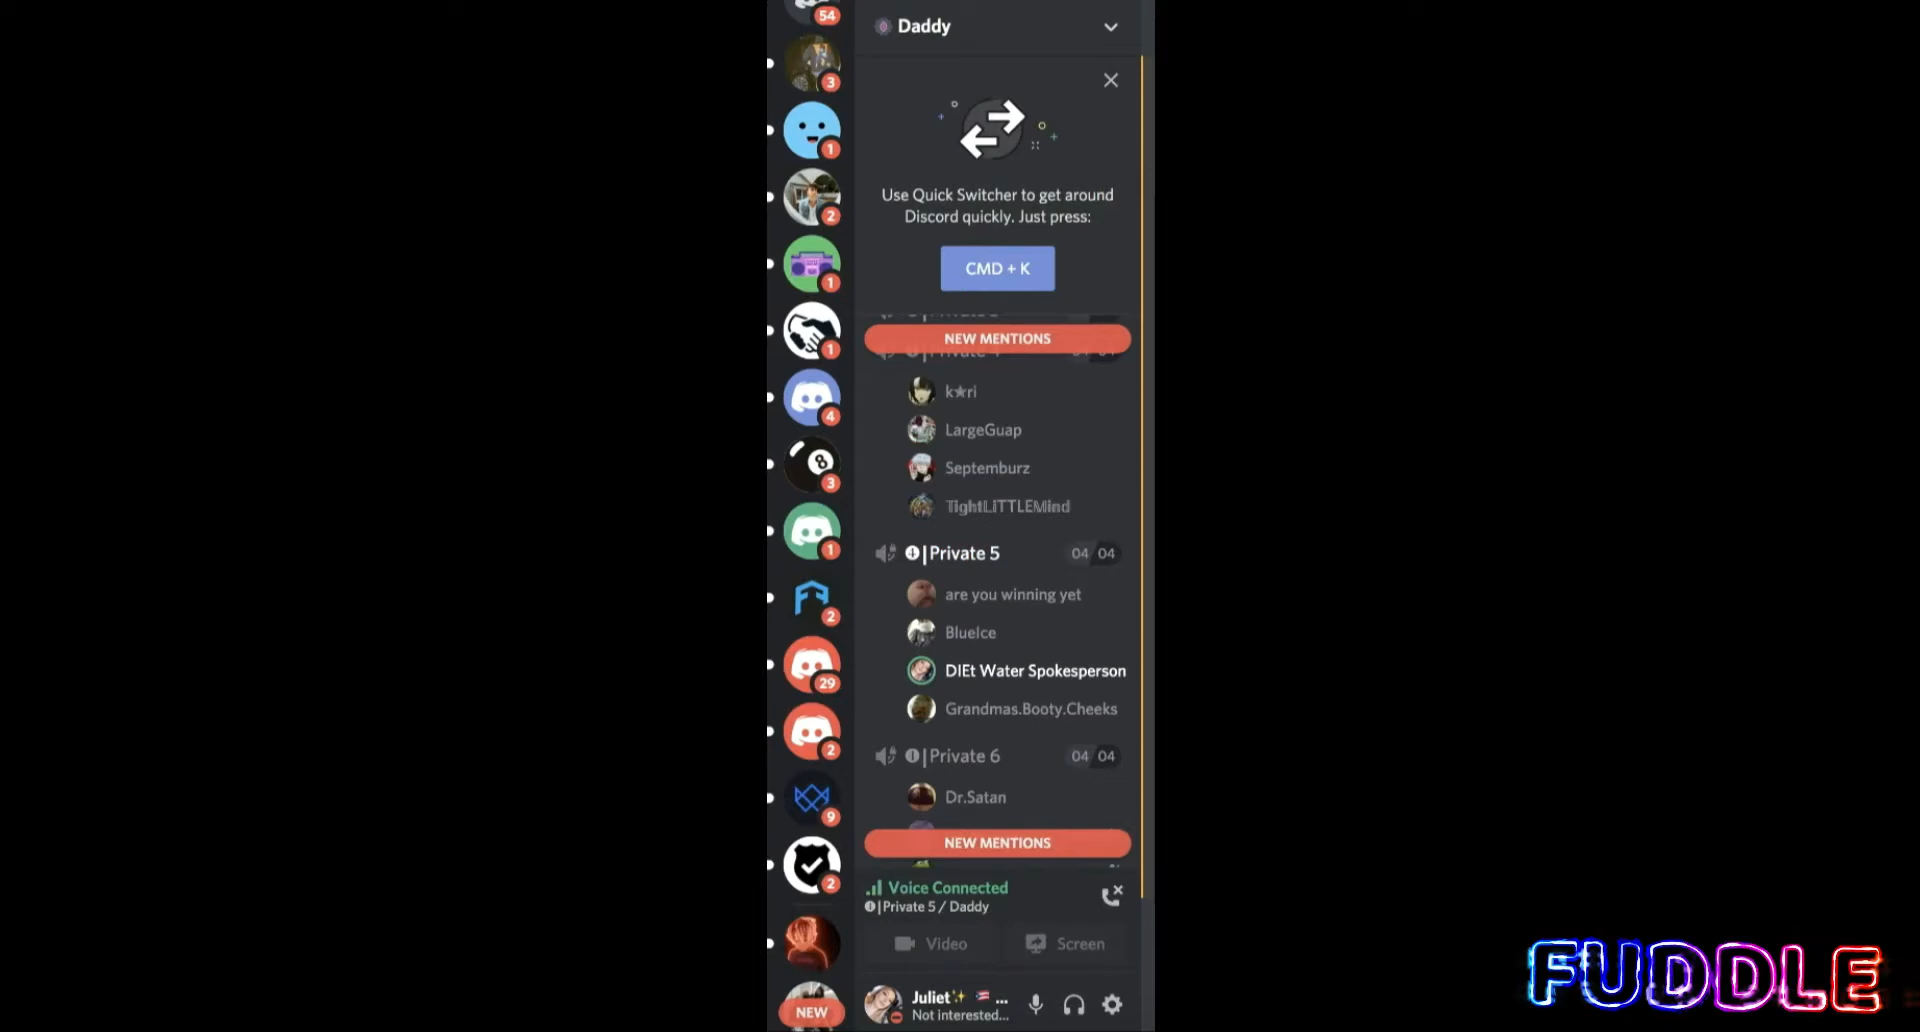 54
Daddy
3
1
Use Quick Switcher to get around
Discord quickly. Just press:
2
CMD + K
1
NEW MENTIONS
1
Private 4
k★ri
4
LargeGuap
Septemburz
8
3
TightLITTLEMind
1
Private 5
04 04
are you winning yet
2
BlueIce
DIEt Water Spokesperson
29
Grandmas.Booty.Cheeks
2
Private 6
04 04
Dr.Satan
9
NEW MENTIONS
2
Voice Connected
Private 5 / Daddy
Video
Screen
Juliet✨ 🇵🇷 ...
NEW
Not interested...
FUDDLE